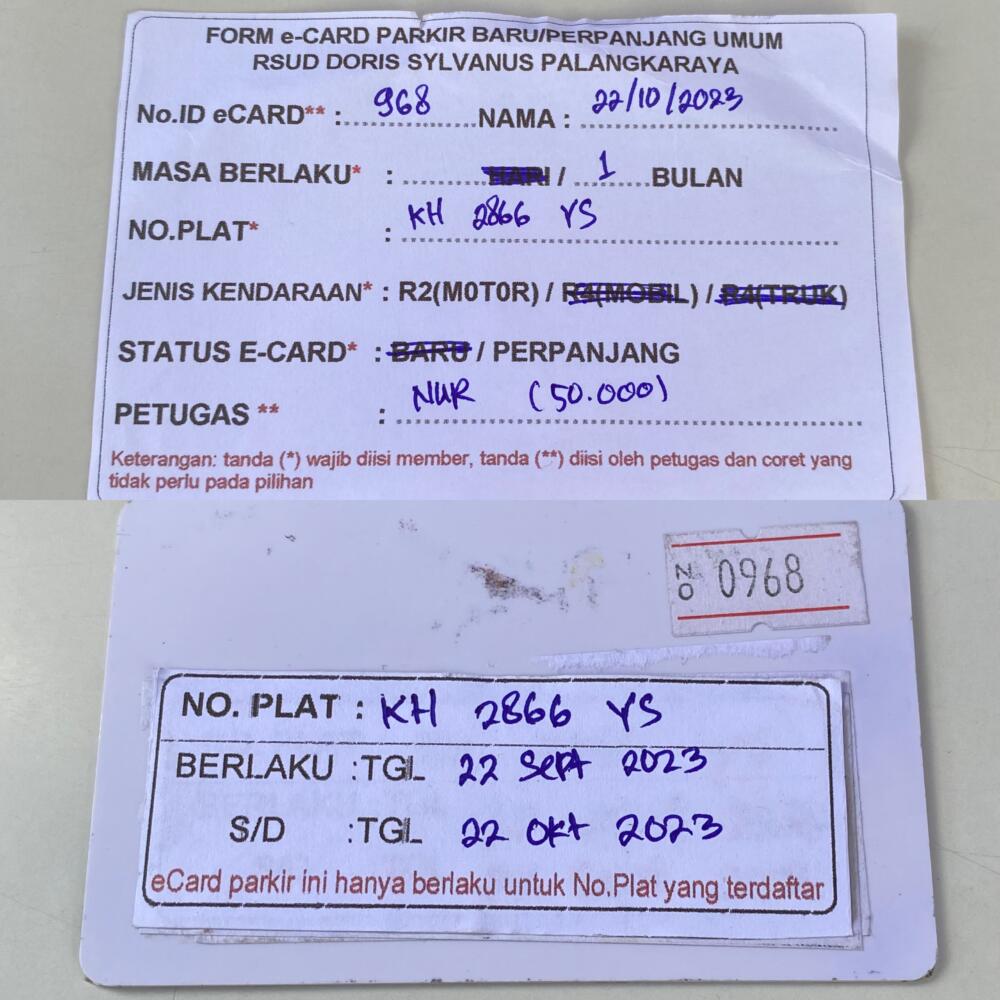 FORM e-CARD PARKIR BARU/PERPANJANG UMUM
RSUD DORIS SYLVANUS PALANGKARAYA
No.ID eCARD** : 968 NAMA : 22/10/2023
MASA BERLAKU* : HARI / 1 BULAN
NO.PLAT* : KH 2866 YS
JENIS KENDARAAN* : R2(M0T0R) / R4(MOBIL) / R4(TRUK)
STATUS E-CARD* : BARU / PERPANJANG
PETUGAS ** : NUR (50.000)
Keterangan: tanda (*) wajib diisi member, tanda (**) diisi oleh petugas dan coret yang
tidak perlu pada pilihan
NO 0968
NO. PLAT : KH 2866 YS
BERLAKU : TGL 22 Sept 2023
S/D : TGL 22 Okt 2023
eCard parkir ini hanya berlaku untuk No.Plat yang terdaftar